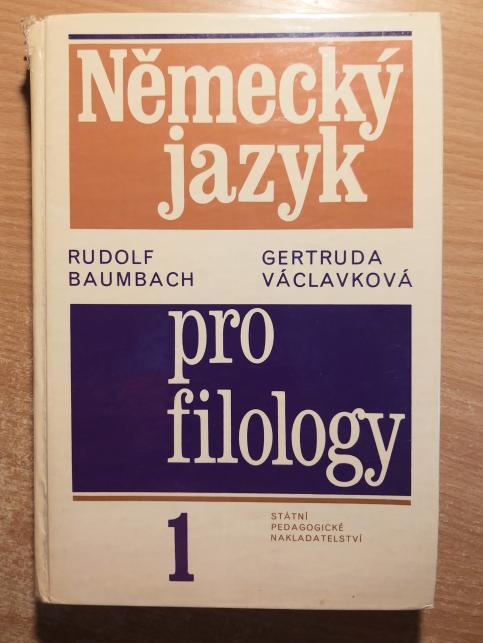 Německý
jazyk
RUDOLF
BAUMBACH
GERTRUDA
VÁCLAVKOVÁ
pro
filology
1
STÁTNÍ
PEDAGOGICKÉ
NAKLADATELSTVÍ